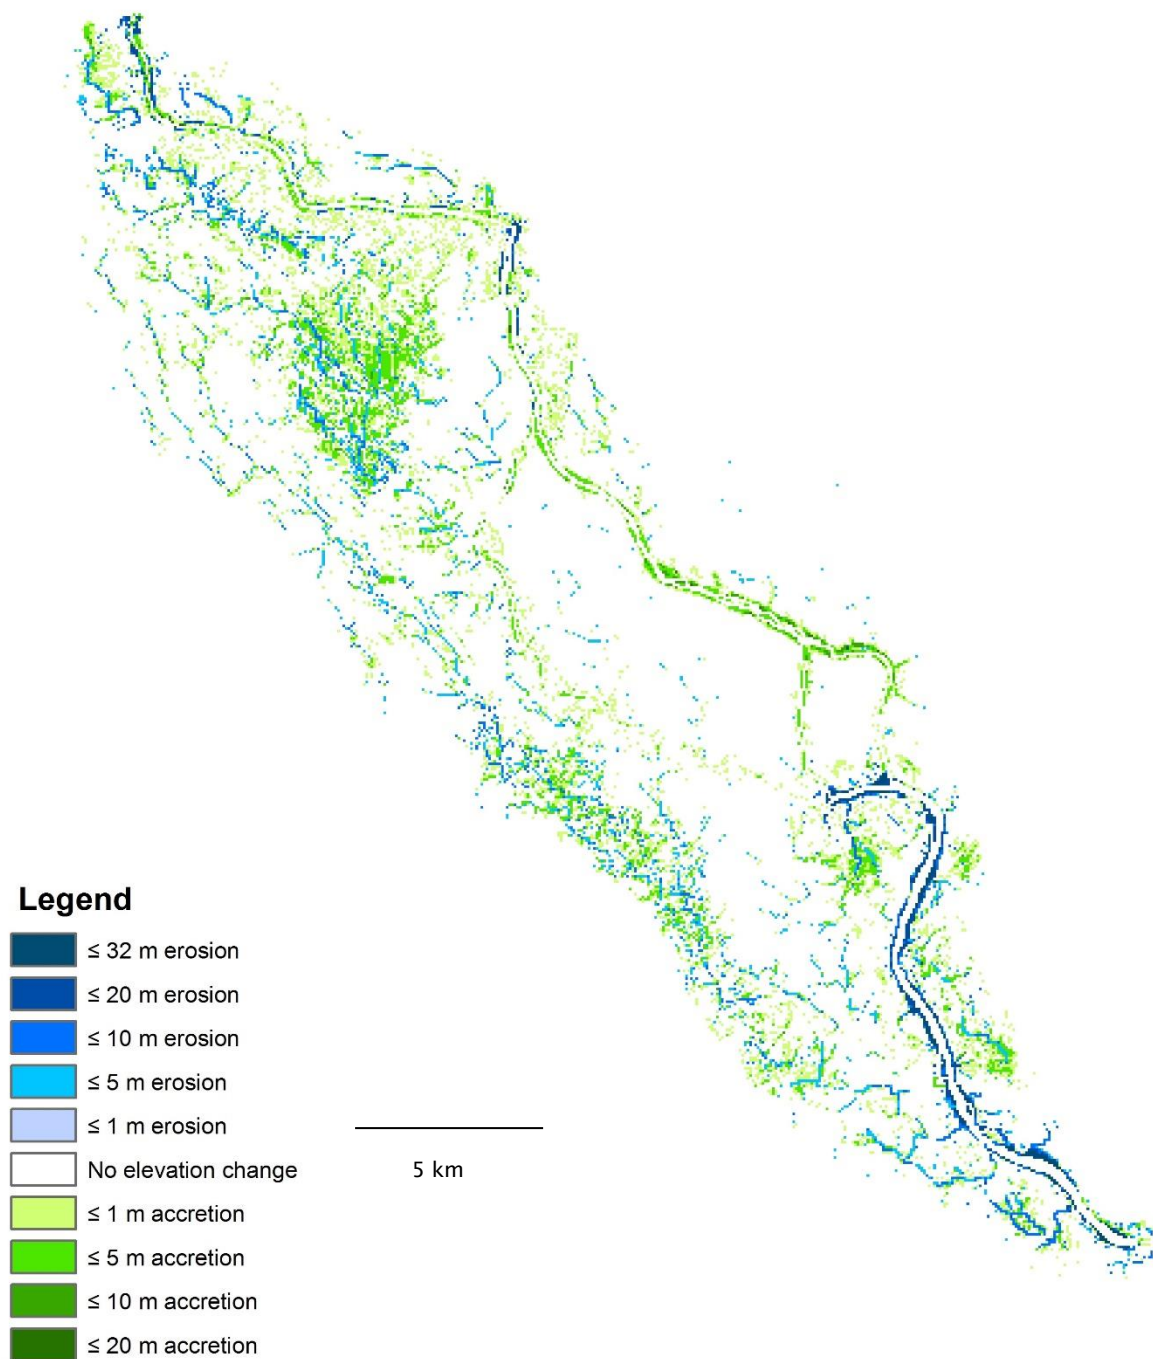 Legend
≤ 32 m erosion
≤ 20 m erosion
≤ 10 m erosion
≤ 5 m erosion
≤ 1 m erosion
No elevation change
≤ 1 m accretion
≤ 5 m accretion
≤ 10 m accretion
≤ 20 m accretion
5 km